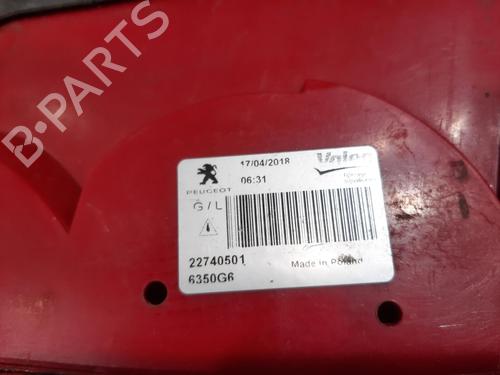 B-PARTS
17/04/2018
Valeo
PEUGEOT
06:31
G/L
22740501
Made in Poland
6350G6